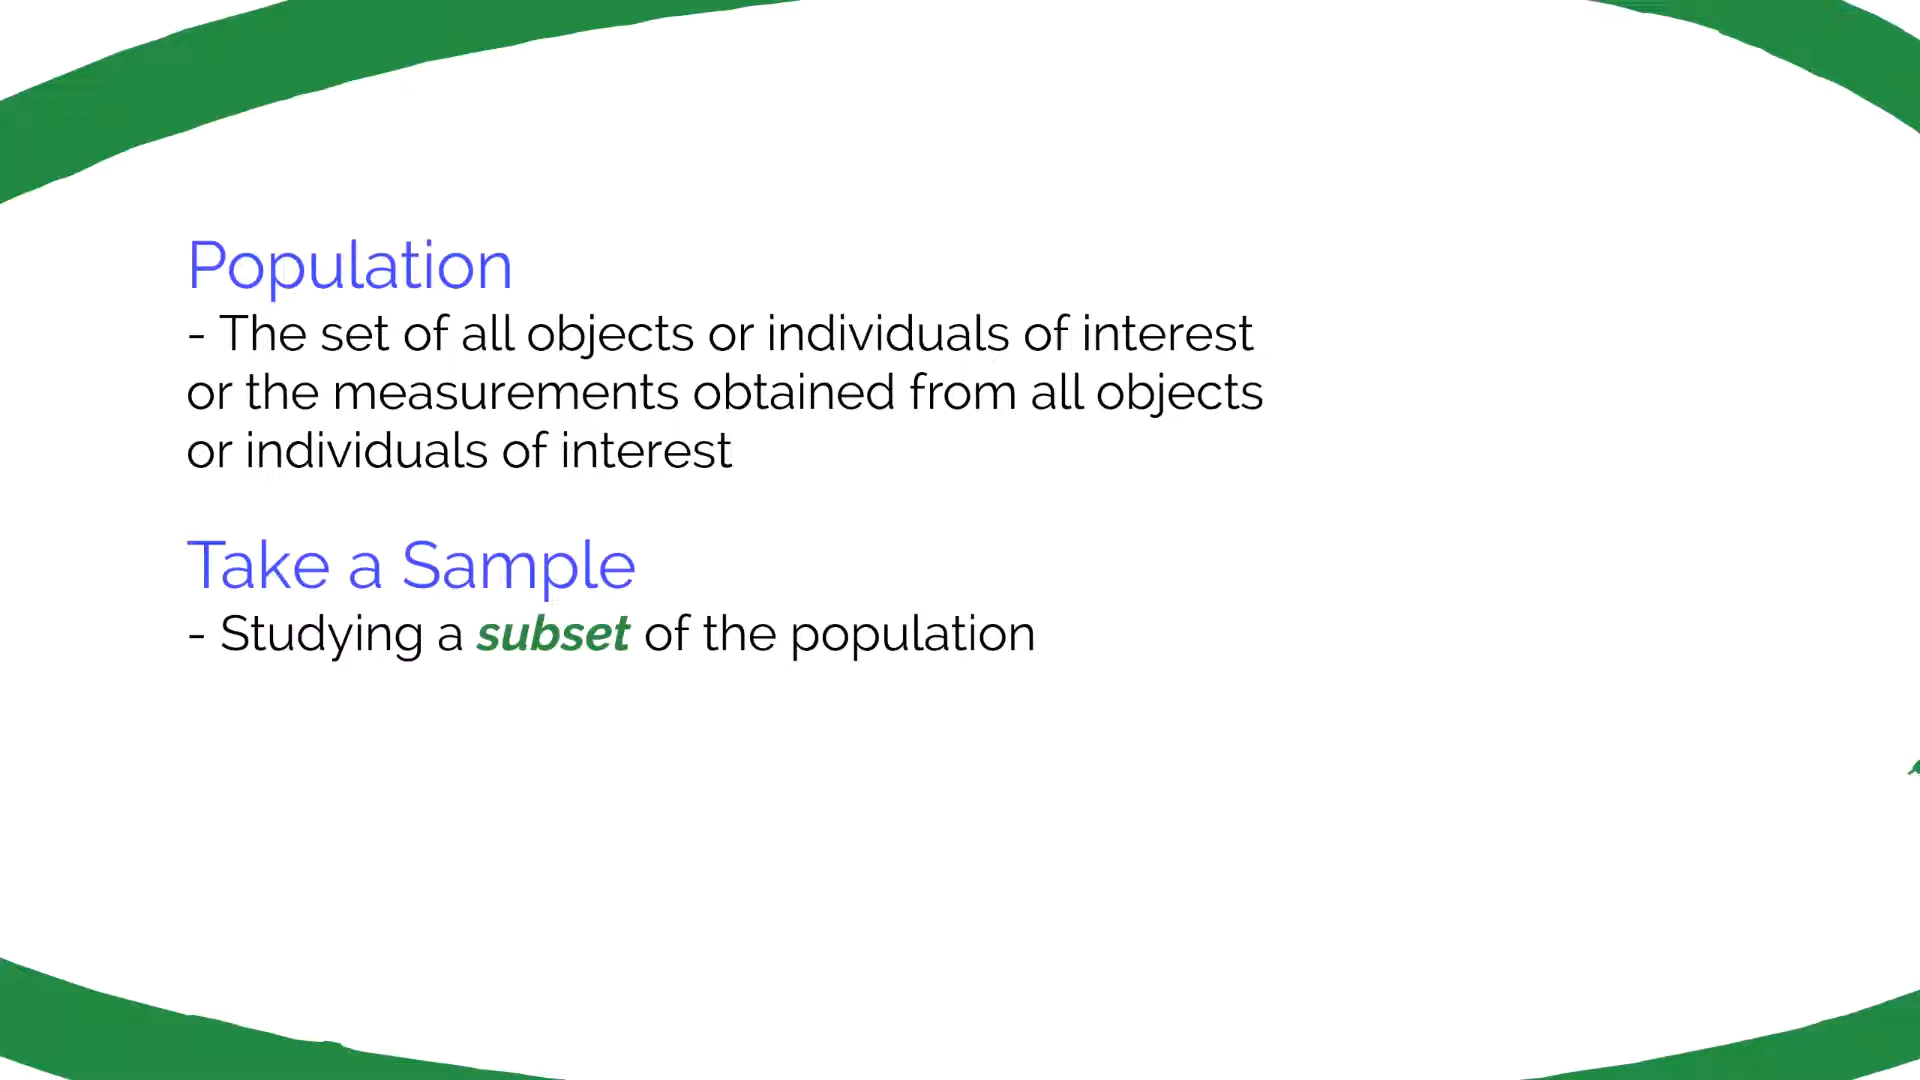 Population
- The set of all objects or individuals of interest
or the measurements obtained from all objects
or individuals of interest
Take a Sample
- Studying a subset of the population